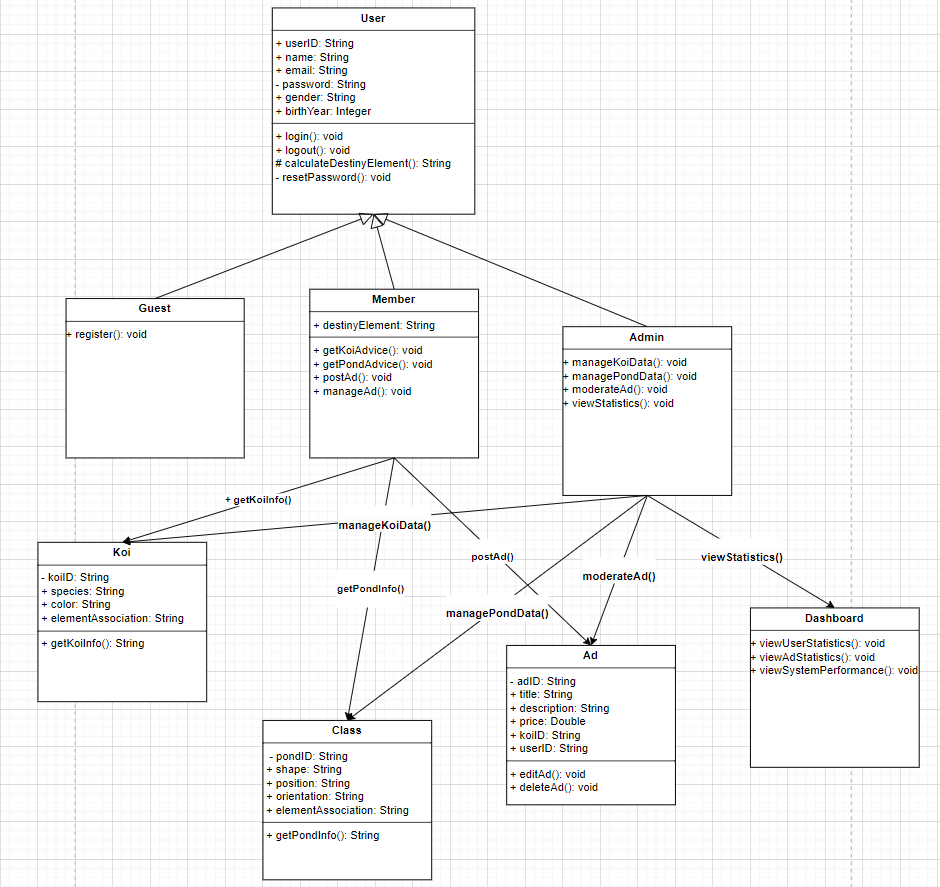 User
+ userID: String
+ name: String
+ email: String
- password: String
+ gender: String
+ birthYear: Integer
+ login(): void
+ logout(): void
# calculateDestinyElement(): String
- resetPassword(): void
Guest
+ register(): void
Member
+ destinyElement: String
+ getKoiAdvice(): void
+ getPondAdvice(): void
+ postAd(): void
+ manageAd(): void
Admin
+ manageKoiData(): void
+ managePondData(): void
+ moderateAd(): void
+ viewStatistics(): void
+ getKoiInfo()
manageKoiData()
postAd()
viewStatistics()
moderateAd()
getPondInfo()
managePondData()
Koi
- koiID: String
+ species: String
+ color: String
+ elementAssociation: String
+ getKoiInfo(): String
Class
- pondID: String
+ shape: String
+ position: String
+ orientation: String
+ elementAssociation: String
+ getPondInfo(): String
Ad
- adID: String
+ title: String
+ description: String
+ price: Double
+ koiID: String
+ userID: String
+ editAd(): void
+ deleteAd(): void
Dashboard
+ viewUserStatistics(): void
+ viewAdStatistics(): void
+ viewSystemPerformance(): void